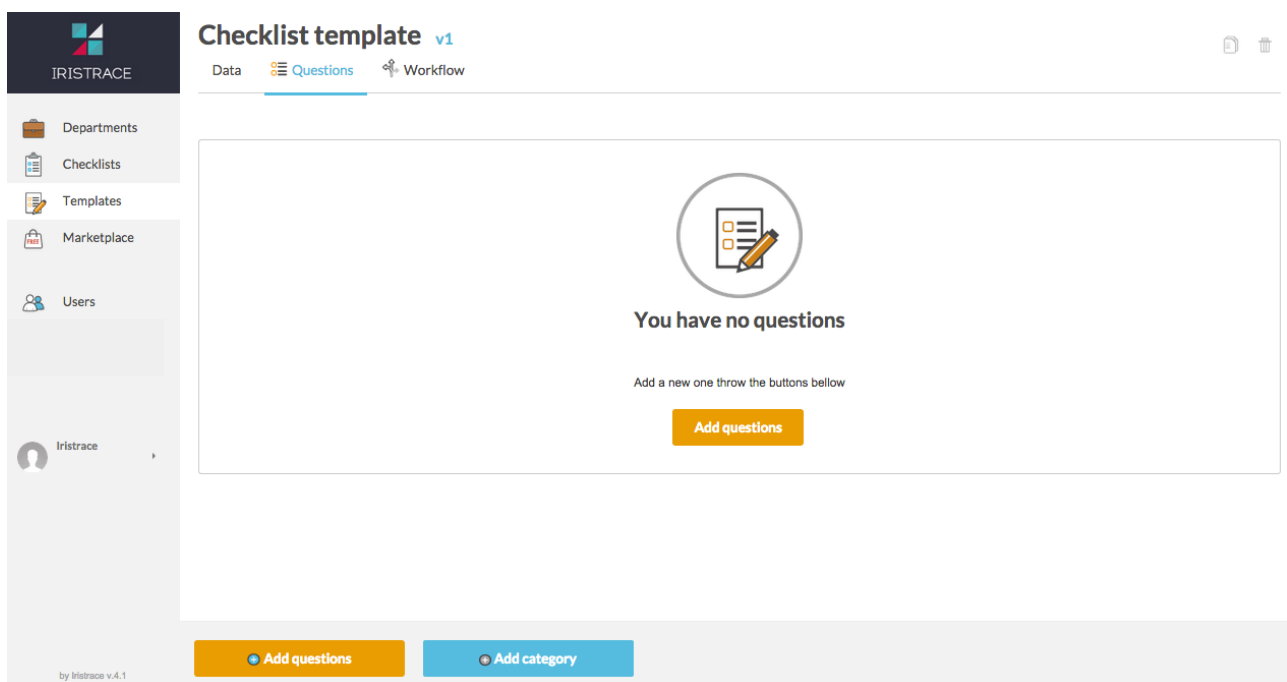 IRISTRACE
Departments
Checklists
Templates
FREE
Marketplace
Users
Iristrace
by Iristrace v.4.1
Checklist template v1
Data Questions Workflow
You have no questions
Add a new one throw the buttons bellow
Add questions
Add questions Add category